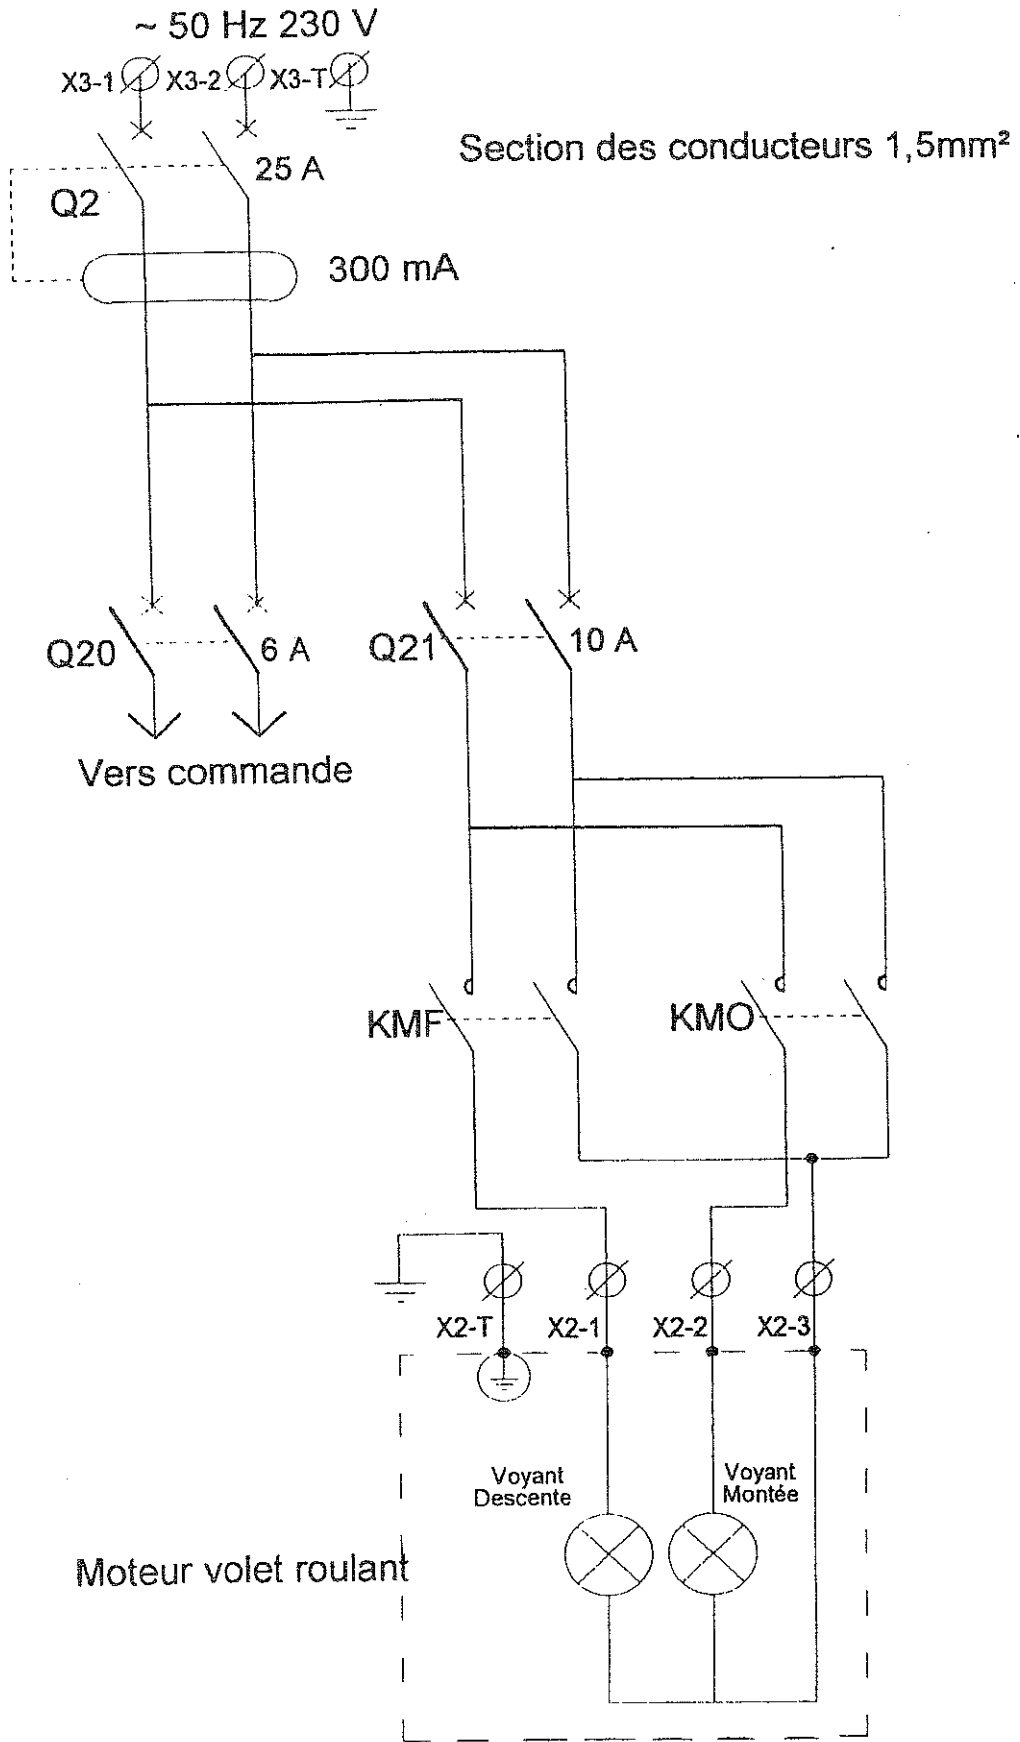 ~ 50 Hz 230 V
X3-1 X3-2 X3-T
Section des conducteurs 1,5mm²
25 A
Q2
300 mA
Q20 6 A Q21 10 A
Vers commande
KMF KMO
X2-T X2-1 X2-2 X2-3
Voyant
Descente
Voyant
Montée
Moteur volet roulant